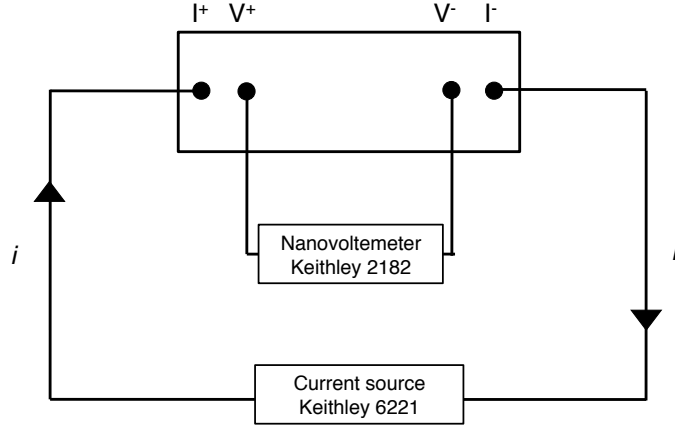 I⁺ V⁺ V⁻ I⁻
i
Nanovoltemeter
Keithley 2182
Current source
Keithley 6221